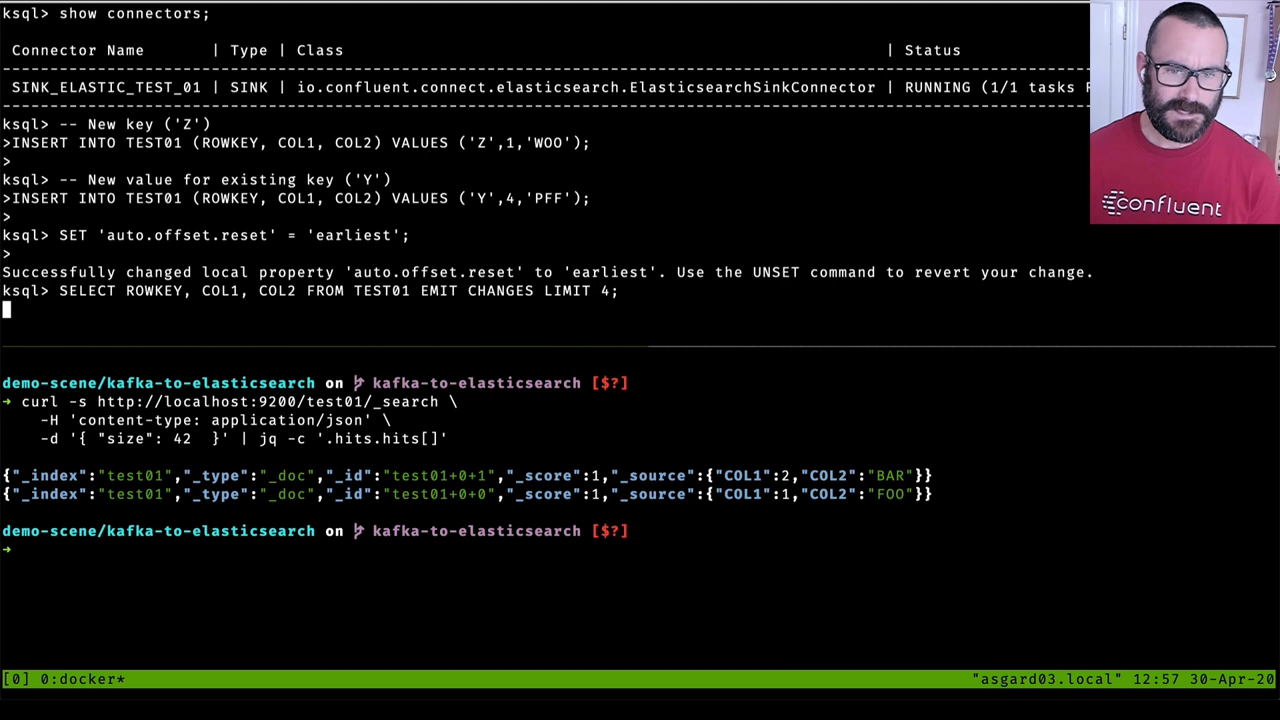 ksql> show connectors;
Connector Name | Type | Class | Status
SINK_ELASTIC_TEST_01 | SINK | io.confluent.connect.elasticsearch.ElasticsearchSinkConnector | RUNNING (1/1 tasks R
ksql> -- New key ('Z')
>INSERT INTO TEST01 (ROWKEY, COL1, COL2) VALUES ('Z',1,'WOO');
>
ksql> -- New value for existing key ('Y')
>INSERT INTO TEST01 (ROWKEY, COL1, COL2) VALUES ('Y',4,'PFF');
>
ksql> SET 'auto.offset.reset' = 'earliest';
>
Successfully changed local property 'auto.offset.reset' to 'earliest'. Use the UNSET command to revert your change.
ksql> SELECT ROWKEY, COL1, COL2 FROM TEST01 EMIT CHANGES LIMIT 4;
confluent
demo-scene/kafka-to-elasticsearch on kafka-to-elasticsearch [$?]
→ curl -s http://localhost:9200/test01/_search \
-H 'content-type: application/json' \
-d '{ "size": 42 }' | jq -c '.hits.hits[]'
{"_index":"test01","_type":"_doc","_id":"test01+0+1","_score":1,"_source":{"COL1":2,"COL2":"BAR"}}
{"_index":"test01","_type":"_doc","_id":"test01+0+0","_score":1,"_source":{"COL1":1,"COL2":"FOO"}}
demo-scene/kafka-to-elasticsearch on kafka-to-elasticsearch [$?]
→
[0] 0:docker* "asgard03.local" 12:57 30-Apr-20